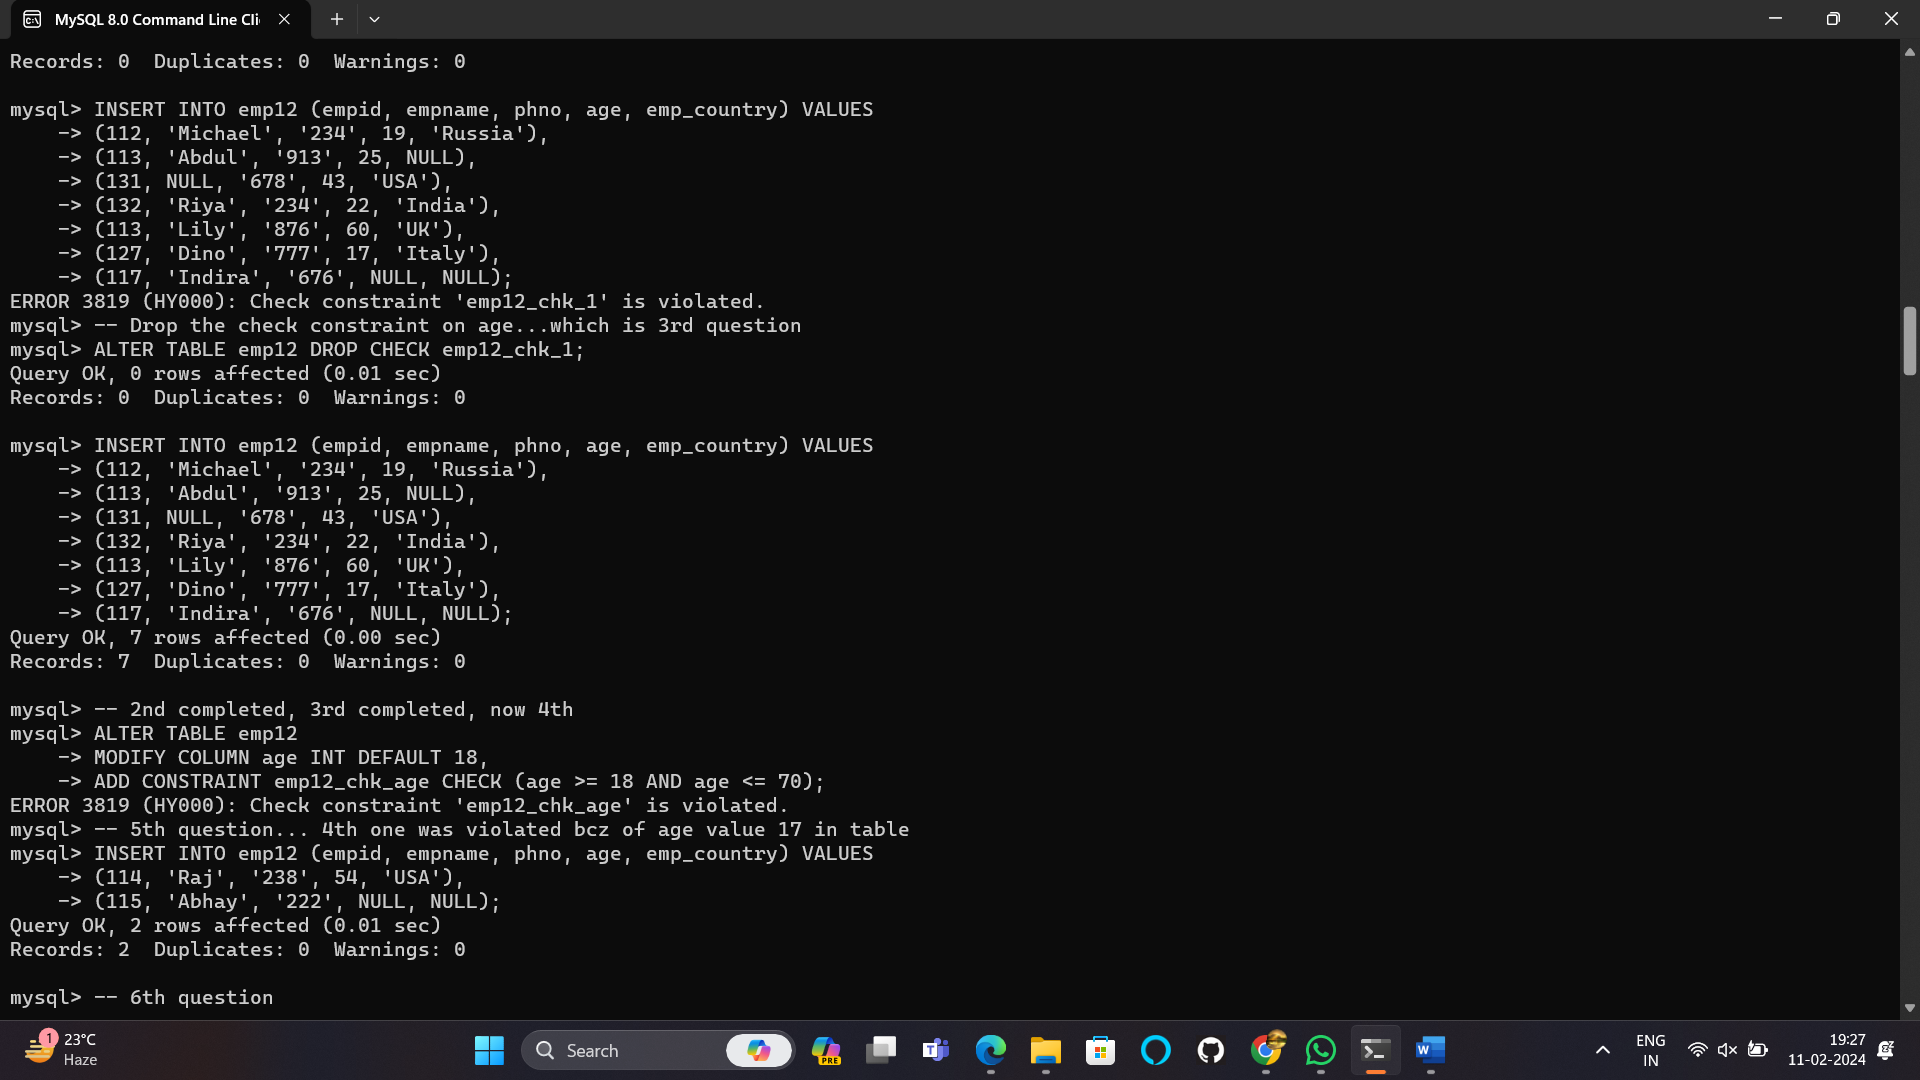 MySQL 8.0 Command Line Cli
Records: 0  Duplicates: 0  Warnings: 0
mysql> INSERT INTO emp12 (empid, empname, phno, age, emp_country) VALUES
    -> (112, 'Michael', '234', 19, 'Russia'),
    -> (113, 'Abdul', '913', 25, NULL),
    -> (131, NULL, '678', 43, 'USA'),
    -> (132, 'Riya', '234', 22, 'India'),
    -> (113, 'Lily', '876', 60, 'UK'),
    -> (127, 'Dino', '777', 17, 'Italy'),
    -> (117, 'Indira', '676', NULL, NULL);
ERROR 3819 (HY000): Check constraint 'emp12_chk_1' is violated.
mysql> -- Drop the check constraint on age...which is 3rd question
mysql> ALTER TABLE emp12 DROP CHECK emp12_chk_1;
Query OK, 0 rows affected (0.01 sec)
Records: 0  Duplicates: 0  Warnings: 0
mysql> INSERT INTO emp12 (empid, empname, phno, age, emp_country) VALUES
    -> (112, 'Michael', '234', 19, 'Russia'),
    -> (113, 'Abdul', '913', 25, NULL),
    -> (131, NULL, '678', 43, 'USA'),
    -> (132, 'Riya', '234', 22, 'India'),
    -> (113, 'Lily', '876', 60, 'UK'),
    -> (127, 'Dino', '777', 17, 'Italy'),
    -> (117, 'Indira', '676', NULL, NULL);
Query OK, 7 rows affected (0.00 sec)
Records: 7  Duplicates: 0  Warnings: 0
mysql> -- 2nd completed, 3rd completed, now 4th
mysql> ALTER TABLE emp12
    -> MODIFY COLUMN age INT DEFAULT 18,
    -> ADD CONSTRAINT emp12_chk_age CHECK (age >= 18 AND age <= 70);
ERROR 3819 (HY000): Check constraint 'emp12_chk_age' is violated.
mysql> -- 5th question... 4th one was violated bcz of age value 17 in table
mysql> INSERT INTO emp12 (empid, empname, phno, age, emp_country) VALUES
    -> (114, 'Raj', '238', 54, 'USA'),
    -> (115, 'Abhay', '222', NULL, NULL);
Query OK, 2 rows affected (0.01 sec)
Records: 2  Duplicates: 0  Warnings: 0
mysql> -- 6th question
1
23°C
Haze
Search
PRE
ENG
IN
19:27
11-02-2024